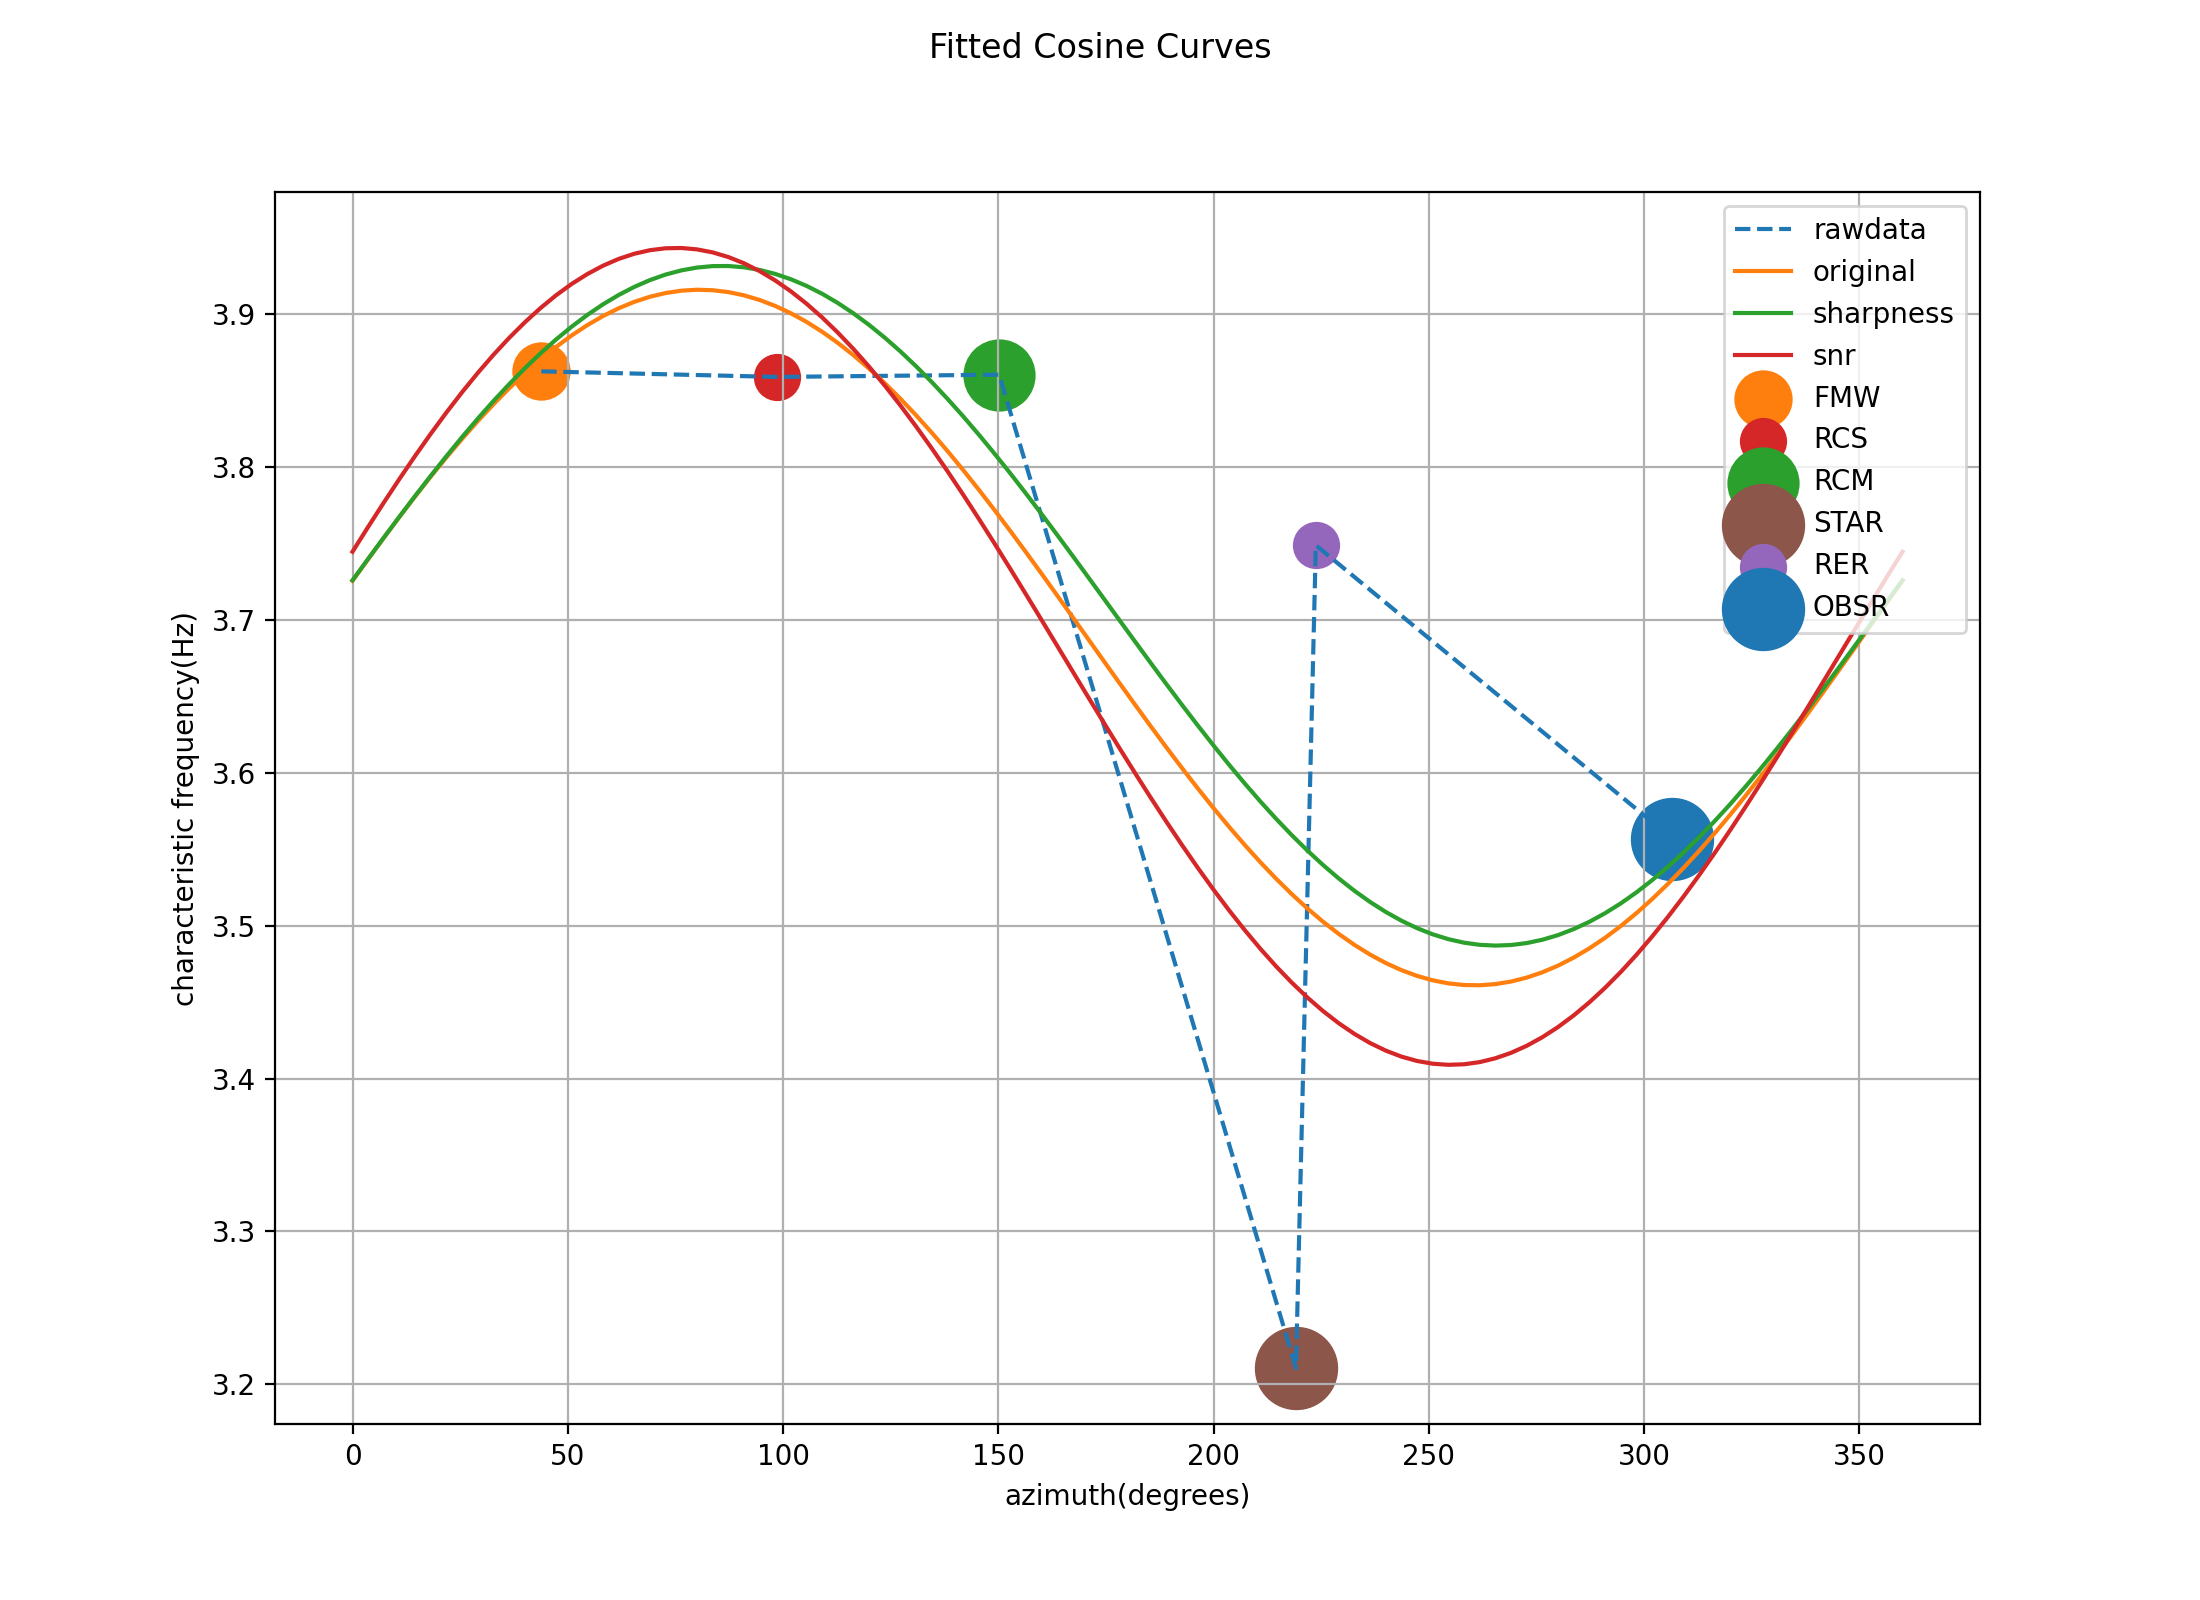 Fitted Cosine Curves
characteristic frequency(Hz)
3.9
3.8
3.7
3.6
3.5
3.4
3.3
3.2
rawdata
original
sharpness
snr
FMW
RCS
RCM
STAR
RER
OBSR
0 50 100 150 200 250 300 350
azimuth(degrees)